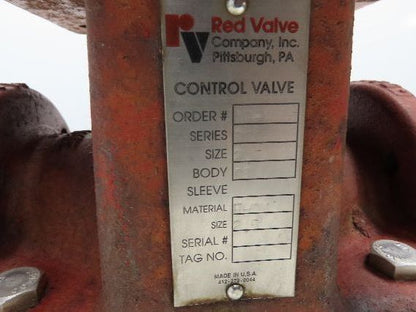 rv Red Valve
Company, Inc.
Pittsburgh, PA
CONTROL VALVE
ORDER #
SERIES
SIZE
BODY
SLEEVE
MATERIAL
SIZE
SERIAL #
TAG NO.
MADE IN U.S.A.